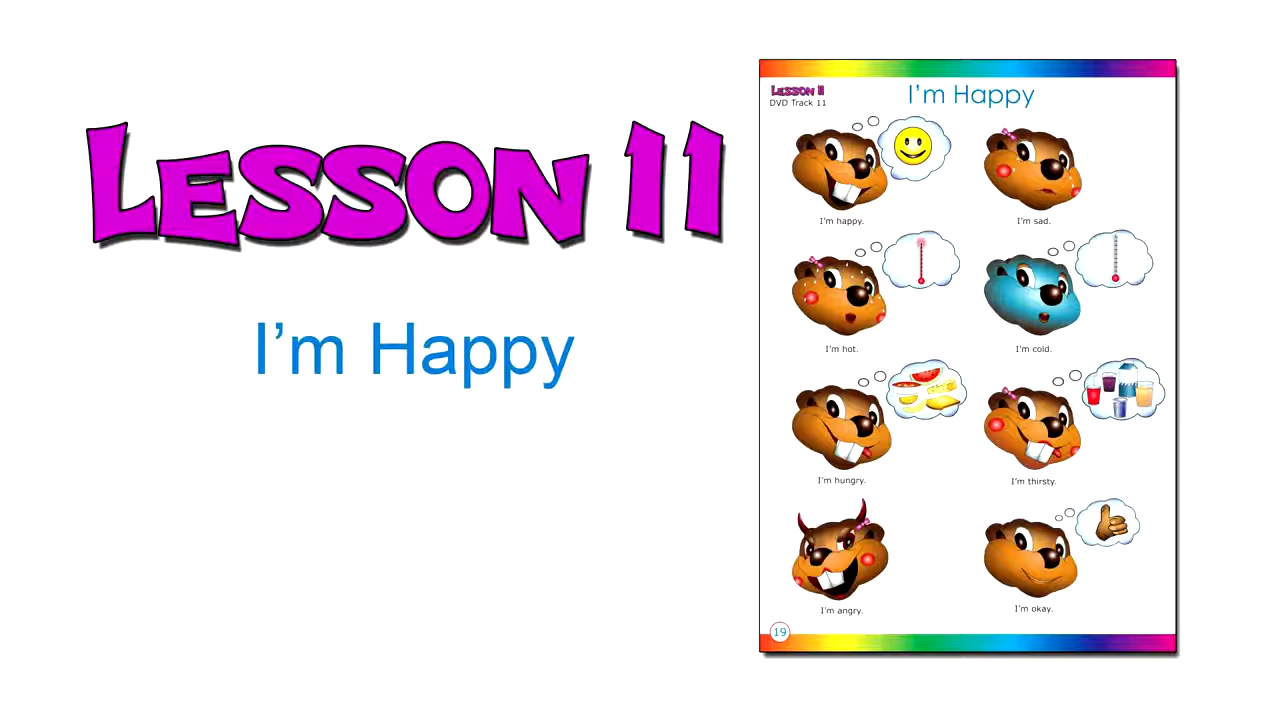 LESSON 11
I'm Happy
LESSON 11
DVD Track 11
I'm Happy
I'm happy.
I'm sad.
I'm hot.
I'm cold.
I'm hungry.
I'm thirsty.
I'm angry.
I'm okay.
19